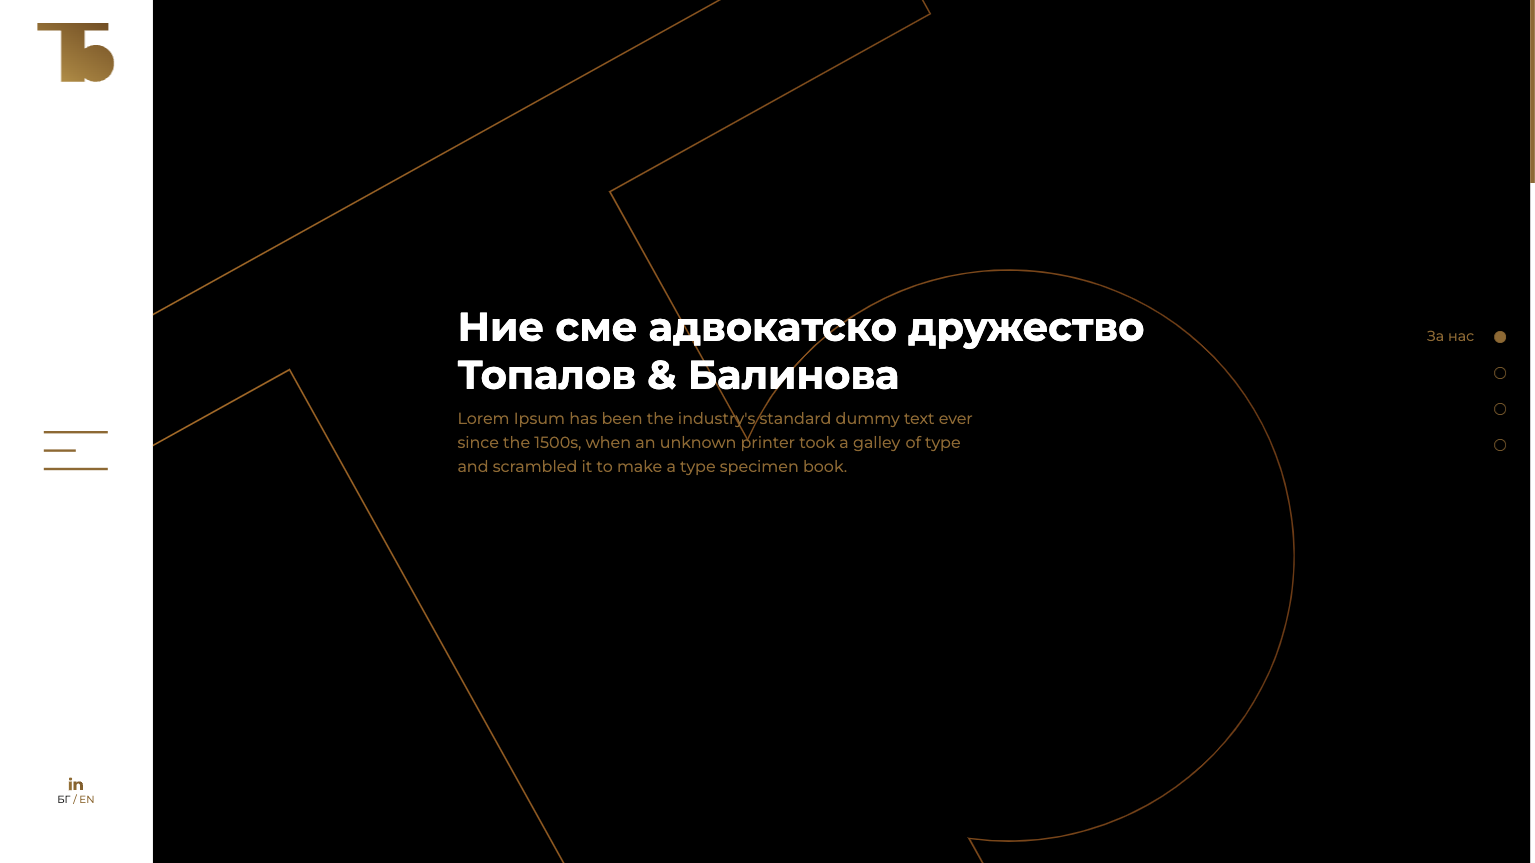 ТБ
Ние сме адвокатско дружество
Топалов & Балинова
Lorem Ipsum has been the industry's standard dummy text ever
since the 1500s, when an unknown printer took a galley of type
and scrambled it to make a type specimen book.
За нас
in
БГ / EN